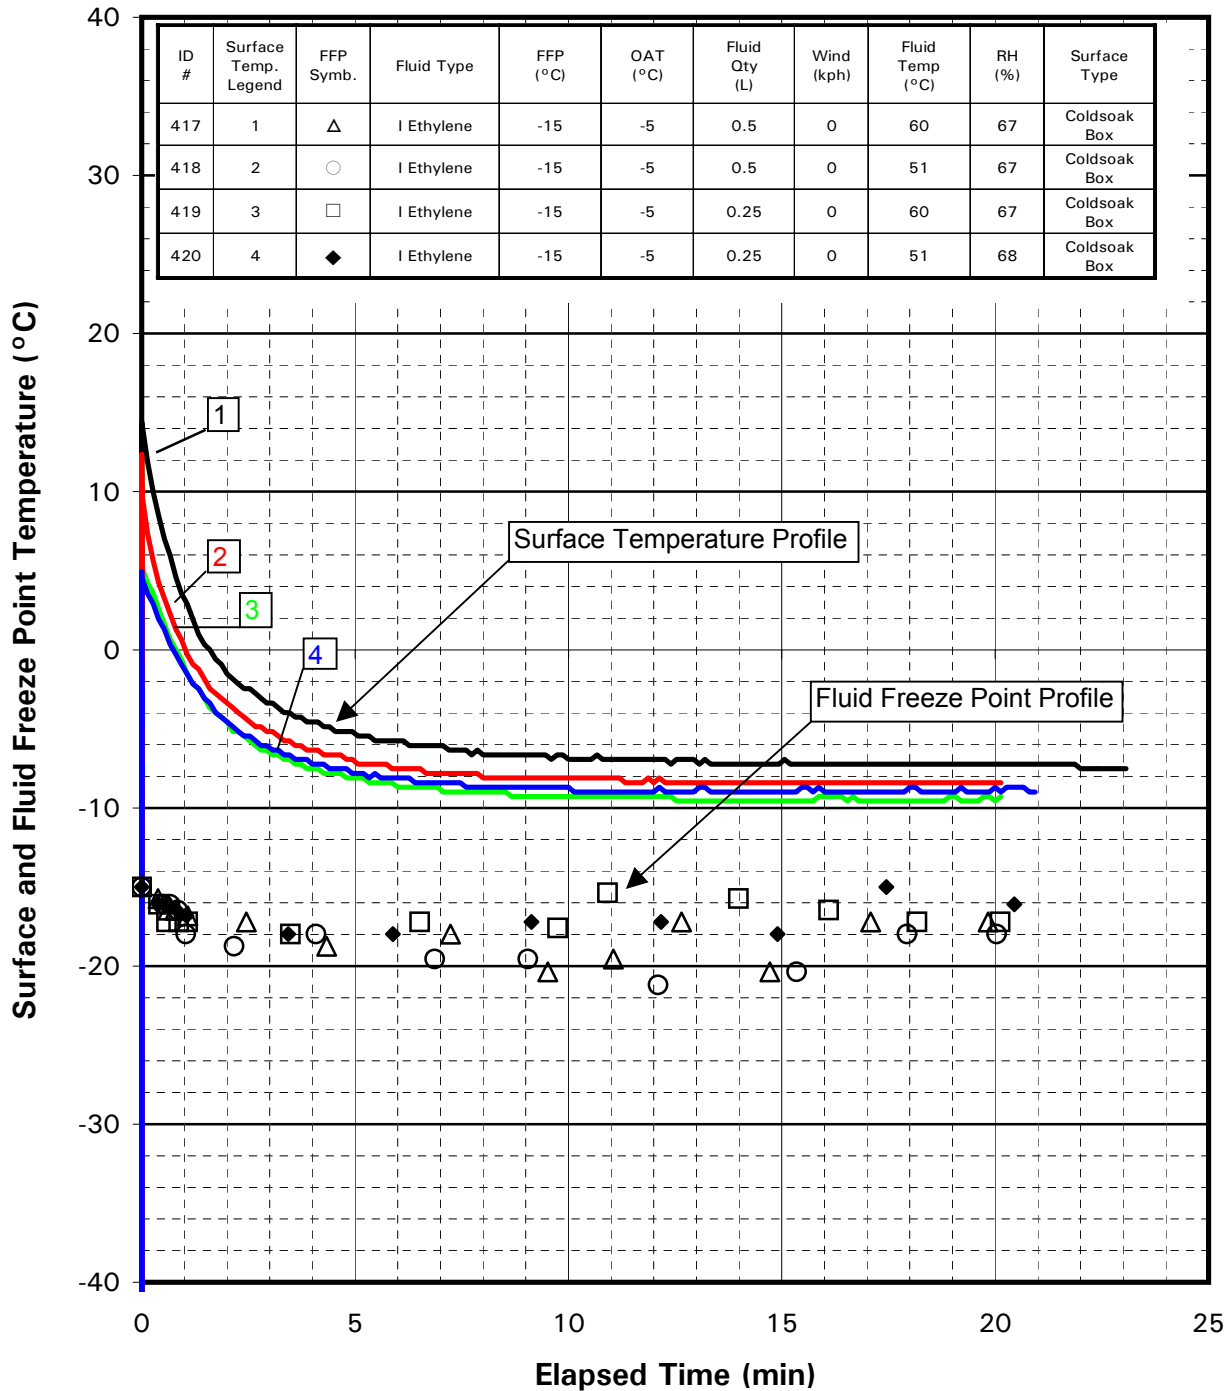 ID #
Surface Temp. Legend
FFP Symb.
Fluid Type
FFP (°C)
OAT (°C)
Fluid Qty (L)
Wind (kph)
Fluid Temp (°C)
RH (%)
Surface Type
417 1 △ I Ethylene -15 -5 0.5 0 60 67 Coldsoak Box
418 2 ○ I Ethylene -15 -5 0.5 0 51 67 Coldsoak Box
419 3 □ I Ethylene -15 -5 0.25 0 60 67 Coldsoak Box
420 4 ◆ I Ethylene -15 -5 0.25 0 51 68 Coldsoak Box
Surface and Fluid Freeze Point Temperature (°C)
40
30
20
10
0
-10
-20
-30
-40
1
2
3
4
Surface Temperature Profile
Fluid Freeze Point Profile
0 5 10 15 20 25
Elapsed Time (min)